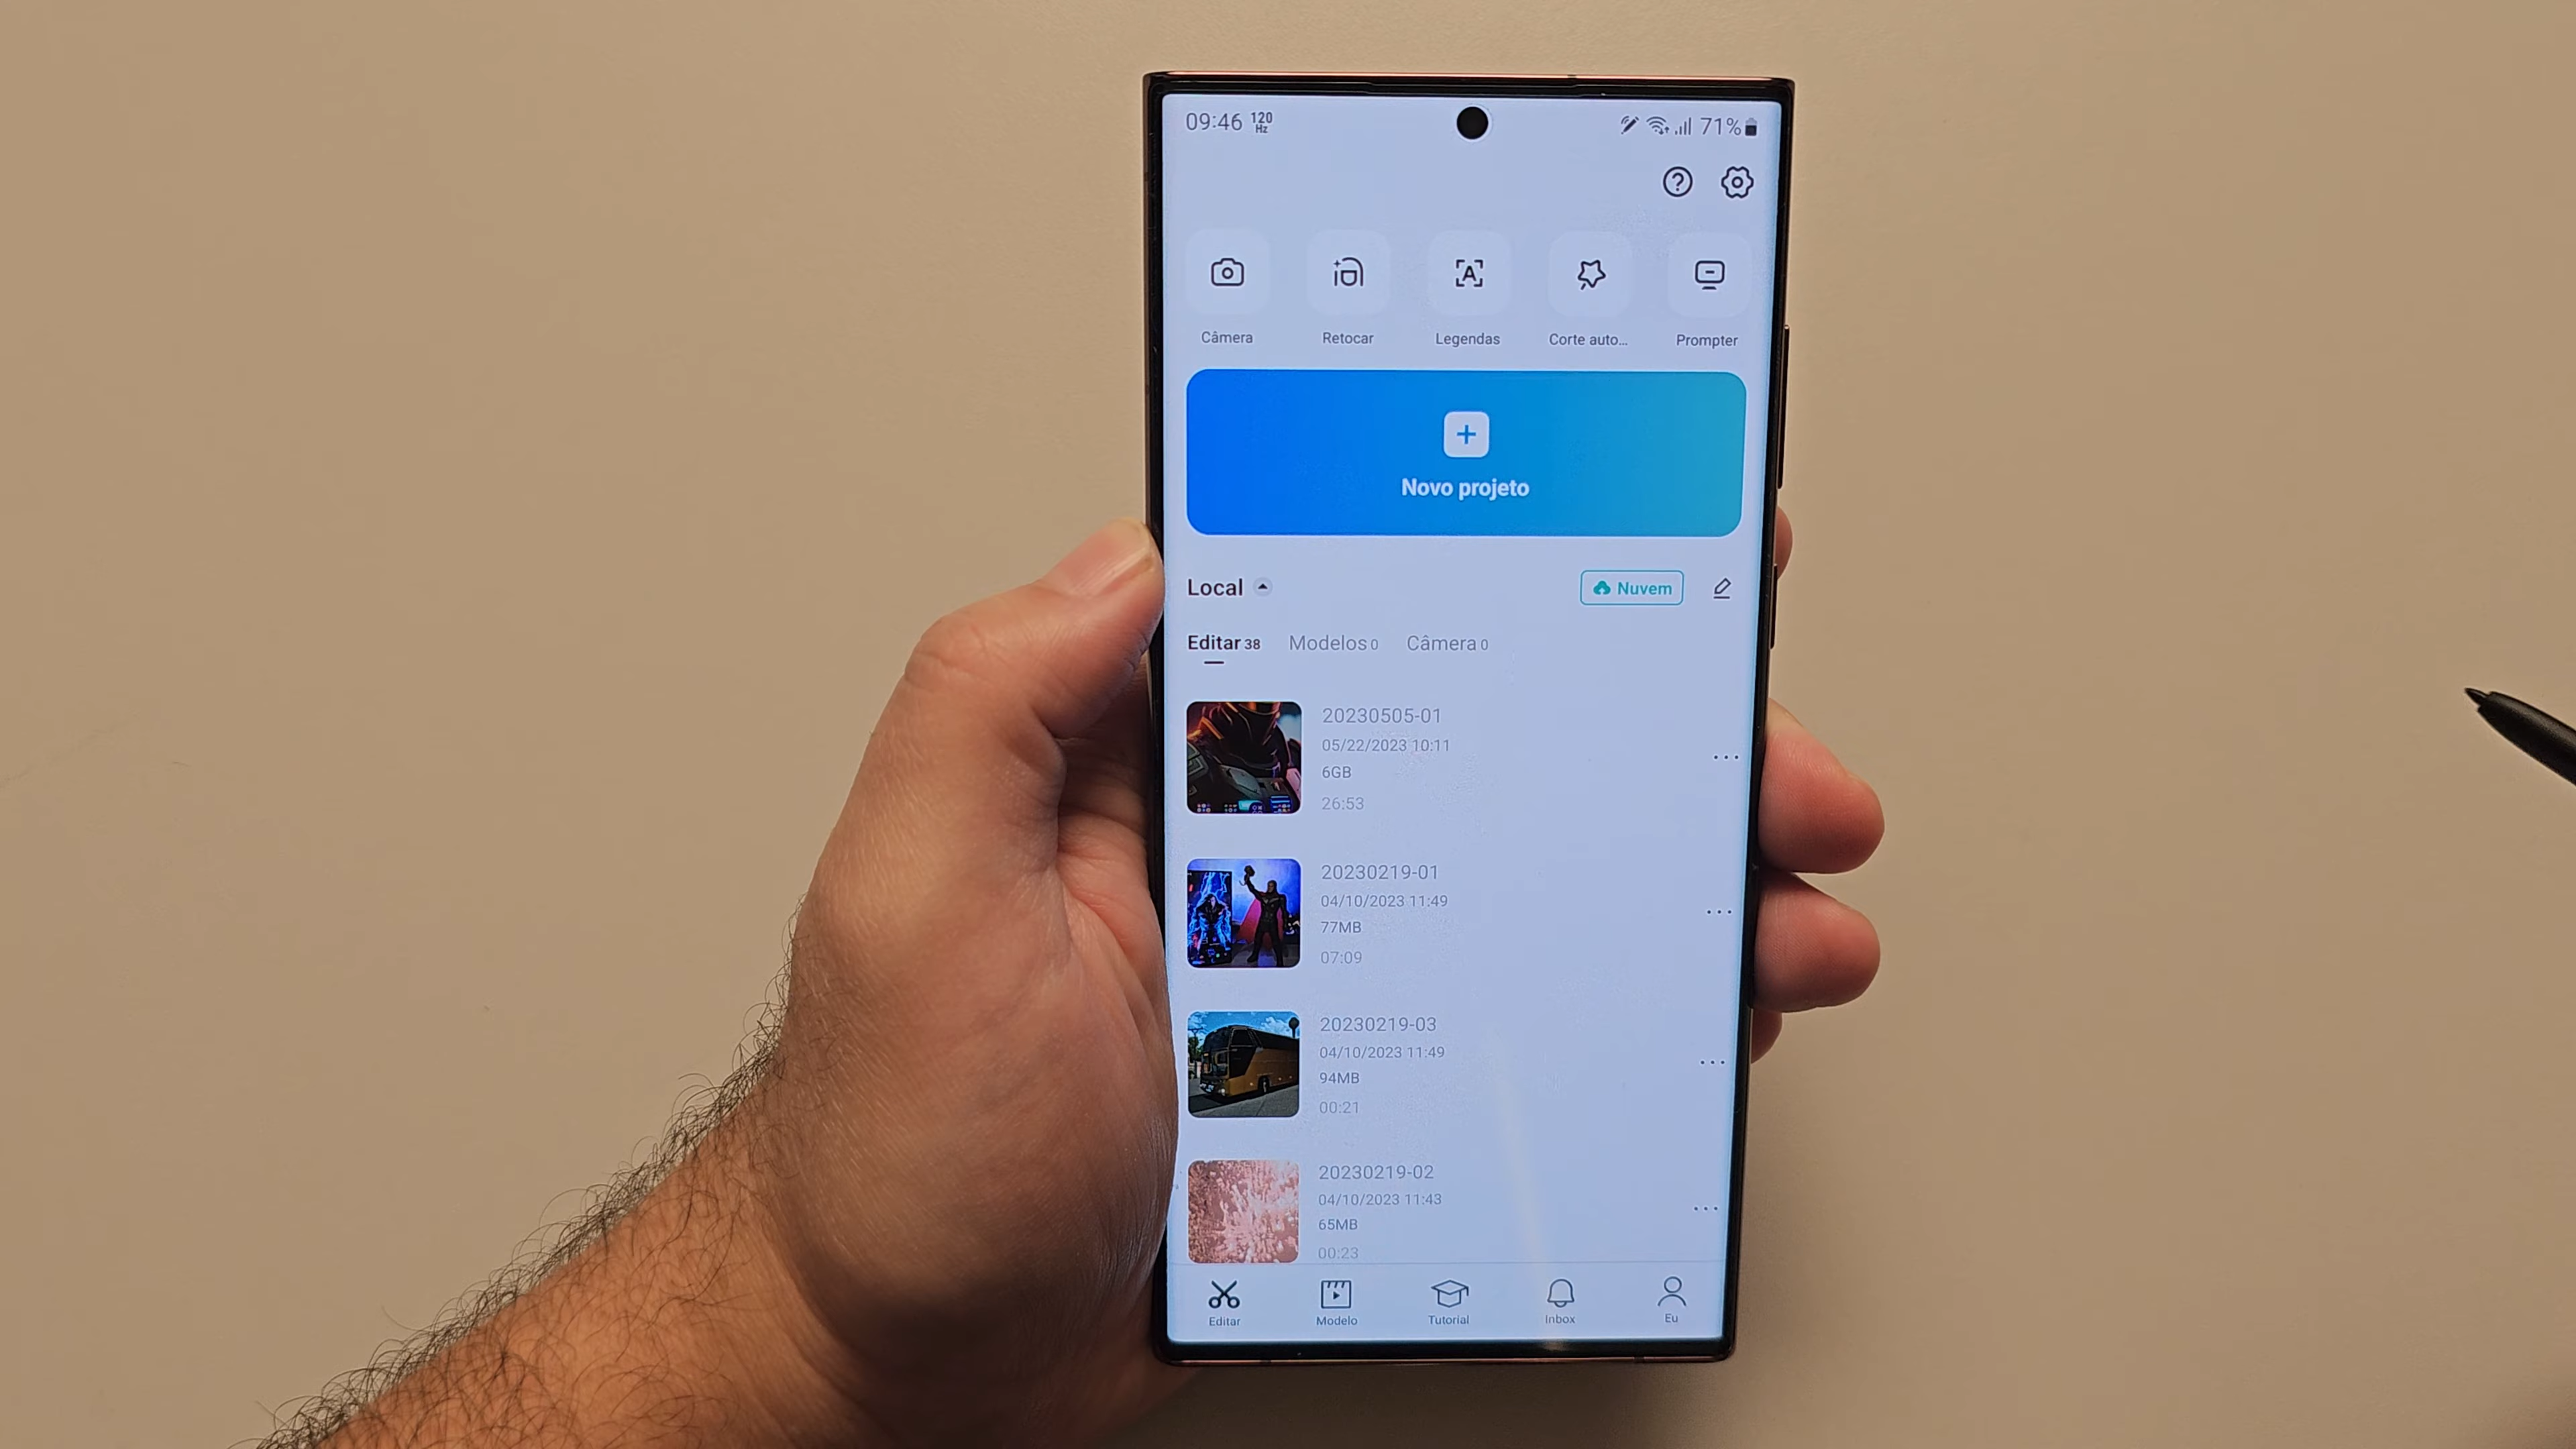 09:46 120 Hz 71%
Câmera Retocar Legendas Corte auto... Prompter
Novo projeto
Local Nuvem
Editar 38 Modelos 0 Câmera 0
20230505-01
05/22/2023 10:11
6GB
26:53
20230219-01
04/10/2023 11:49
77MB
07:09
20230219-03
04/10/2023 11:49
94MB
00:21
20230219-02
04/10/2023 11:43
65MB
00:23
Editar Modelo Tutorial Inbox Eu